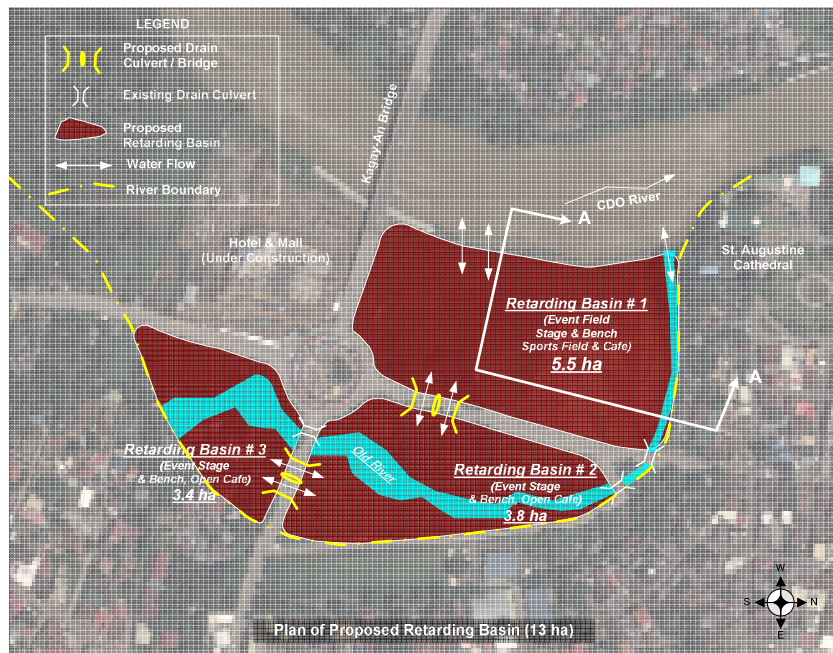 LEGEND
Proposed Drain
Culvert / Bridge
Existing Drain Culvert
Proposed
Retarding Basin
Water Flow
River Boundary
Kagay-An Bridge
CDO River
A
Hotel & Mall
(Under Construction)
St. Augustine
Cathedral
Retarding Basin # 1
(Event Field
Stage & Bench
Sports Field & Cafe)
5.5 ha
A
Retarding Basin # 3
(Event Stage
& Bench, Open Cafe)
3.4 ha
Old River
Retarding Basin # 2
(Event Stage
& Bench, Open Cafe)
3.8 ha
W
S
N
E
Plan of Proposed Retarding Basin (13 ha)